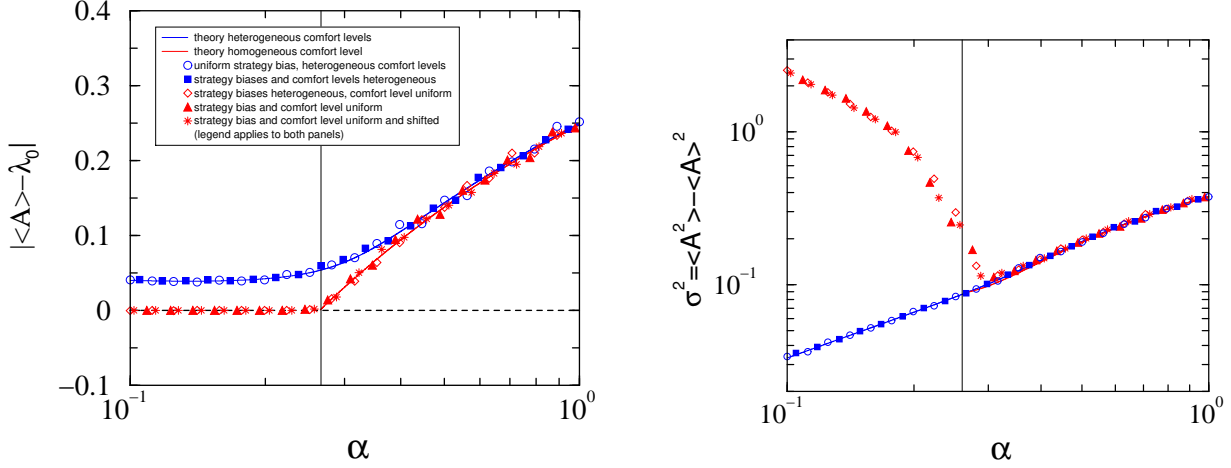 0.4
0.3
0.2
0.1
0
−0.1
|<A>−λ₀|
theory heterogeneous comfort levels
theory homogeneous comfort level
uniform strategy bias, heterogeneous comfort levels
strategy biases and comfort levels heterogeneous
strategy biases heterogeneous, comfort level uniform
strategy bias and comfort level uniform
strategy bias and comfort level uniform and shifted
(legend applies to both panels)
10⁻¹
10⁰
α
σ²=<A²>−<A>²
10⁰
10⁻¹
10⁻¹
10⁰
α